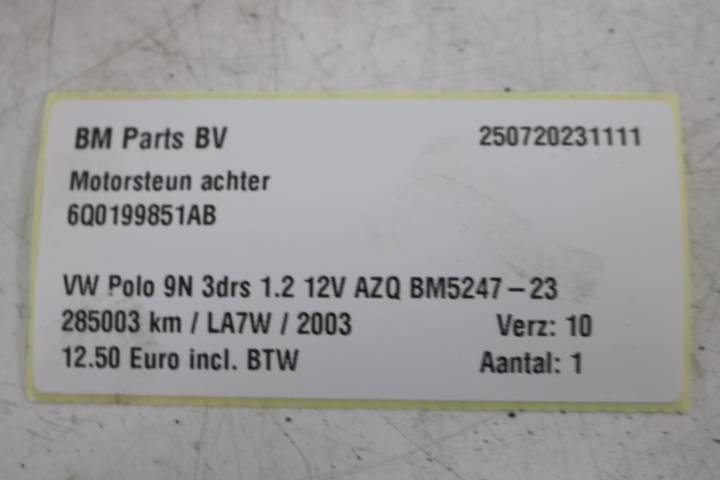 BM Parts BV 250720231111
Motorsteun achter
6Q0199851AB
VW Polo 9N 3drs 1.2 12V AZQ BM5247-23
285003 km / LA7W / 2003 Verz: 10
12.50 Euro incl. BTW Aantal: 1